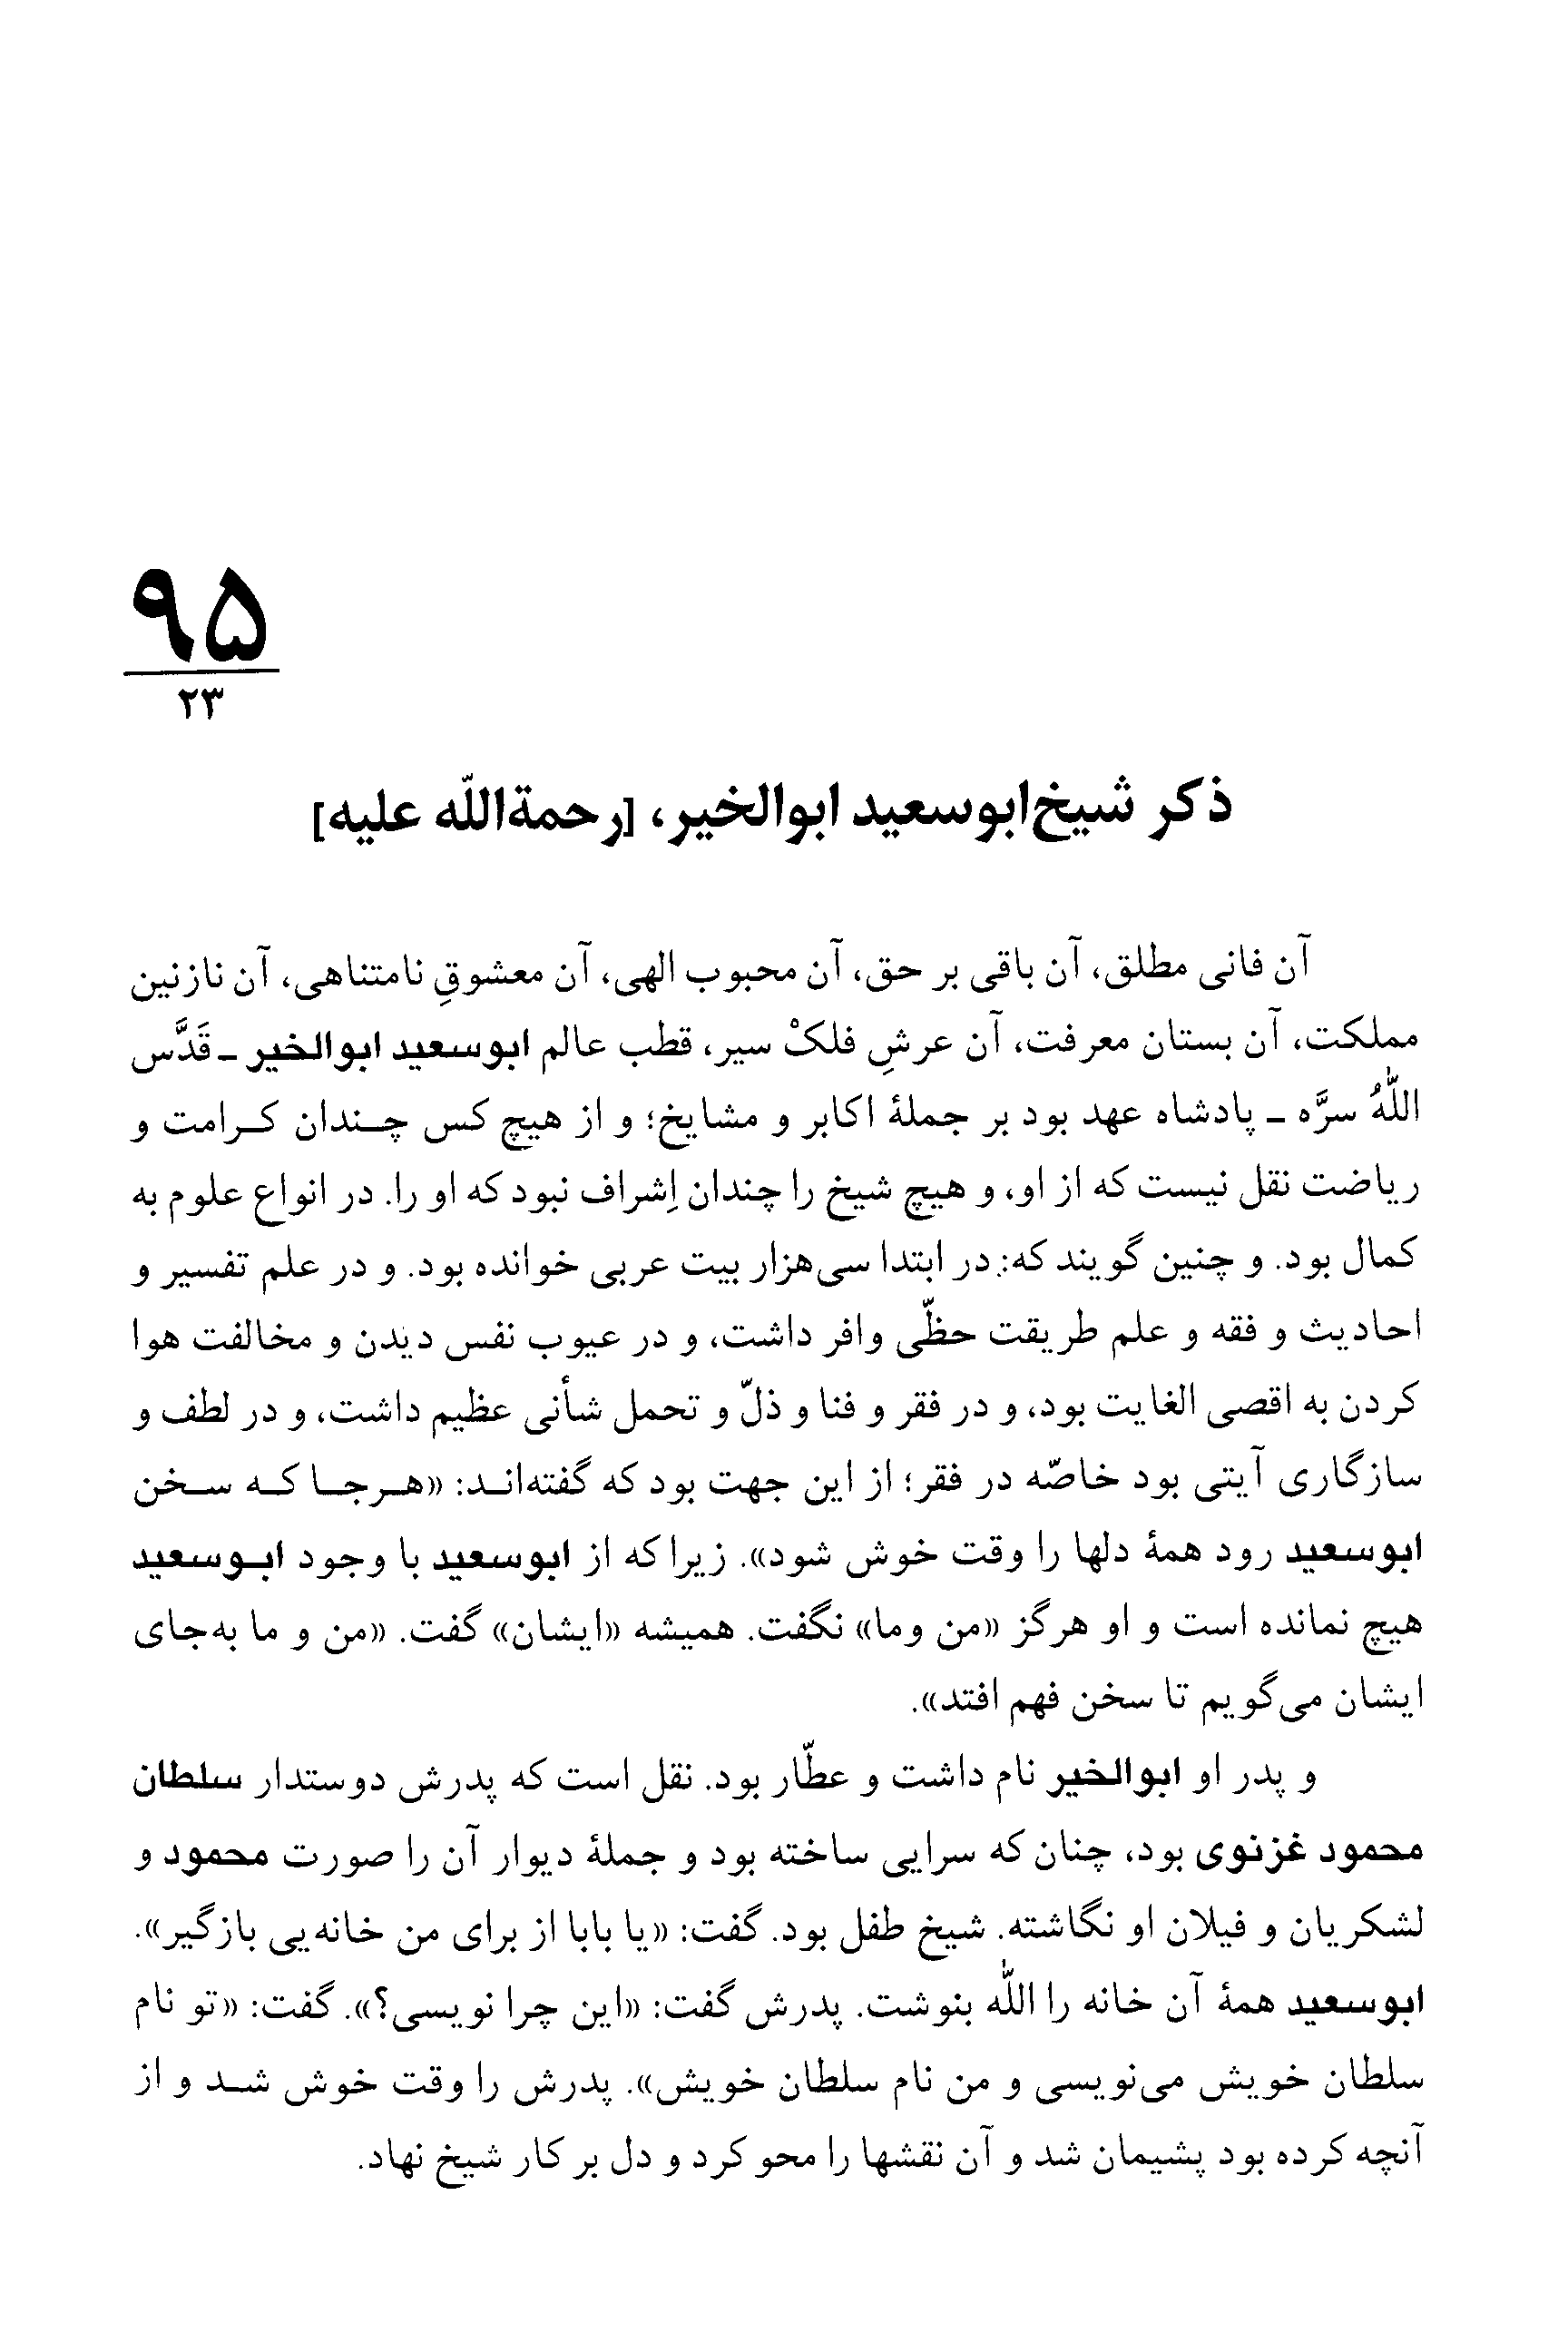 ۹۵
۲۳
ذکر شیخ‌ابوسعید ابوالخیر، [رحمةالله علیه]
آن فانی مطلق، آن باقی بر حق، آن محبوب الهی، آن معشوقِ نامتناهی، آن نازنین
مملکت، آن بستان معرفت، آن عرشِ فلکْ سیر، قطب عالم ابوسعید ابوالخیر ـ قَدَّس
اللّٰهُ سرَّه ـ پادشاه عهد بود بر جملهٔ اکابر و مشایخ؛ و از هیچ کس چـندان کـرامت و
ریاضت نقل نیست که از او، و هیچ شیخ را چندان اِشراف نبود که او را. در انواع علوم به
کمال بود. و چنین گویند که: در ابتدا سی‌هزار بیت عربی خوانده بود. و در علم تفسیر و
احادیث و فقه و علم طریقت حظّی وافر داشت، و در عیوب نفس دیدن و مخالفت هوا
کردن به اقصی الغایت بود، و در فقر و فنا و ذلّ و تحمل شأنی عظیم داشت، و در لطف و
سازگاری آیتی بود خاصّه در فقر؛ از این جهت بود که گفته‌انـد: «هـرجـا کـه سـخن
ابوسعید رود همهٔ دلها را وقت خوش شود». زیرا که از ابوسعید با وجود ابـوسعید
هیچ نمانده است و او هرگز «من وما» نگفت. همیشه «ایشان» گفت. «من و ما به‌جای
ایشان می‌گویم تا سخن فهم افتد».
و پدر او ابوالخیر نام داشت و عطّار بود. نقل است که پدرش دوستدار سلطان
محمود غزنوی بود، چنان که سرایی ساخته بود و جملهٔ دیوار آن را صورت محمود و
لشکریان و فیلان او نگاشته. شیخ طفل بود. گفت: «یا بابا از برای من خانه‌یی بازگیر».
ابوسعید همهٔ آن خانه را اللّٰه بنوشت. پدرش گفت: «این چرا نویسی؟». گفت: «تو نام
سلطان خویش می‌نویسی و من نام سلطان خویش». پدرش را وقت خوش شـد و از
آنچه کرده بود پشیمان شد و آن نقشها را محو کرد و دل بر کار شیخ نهاد.